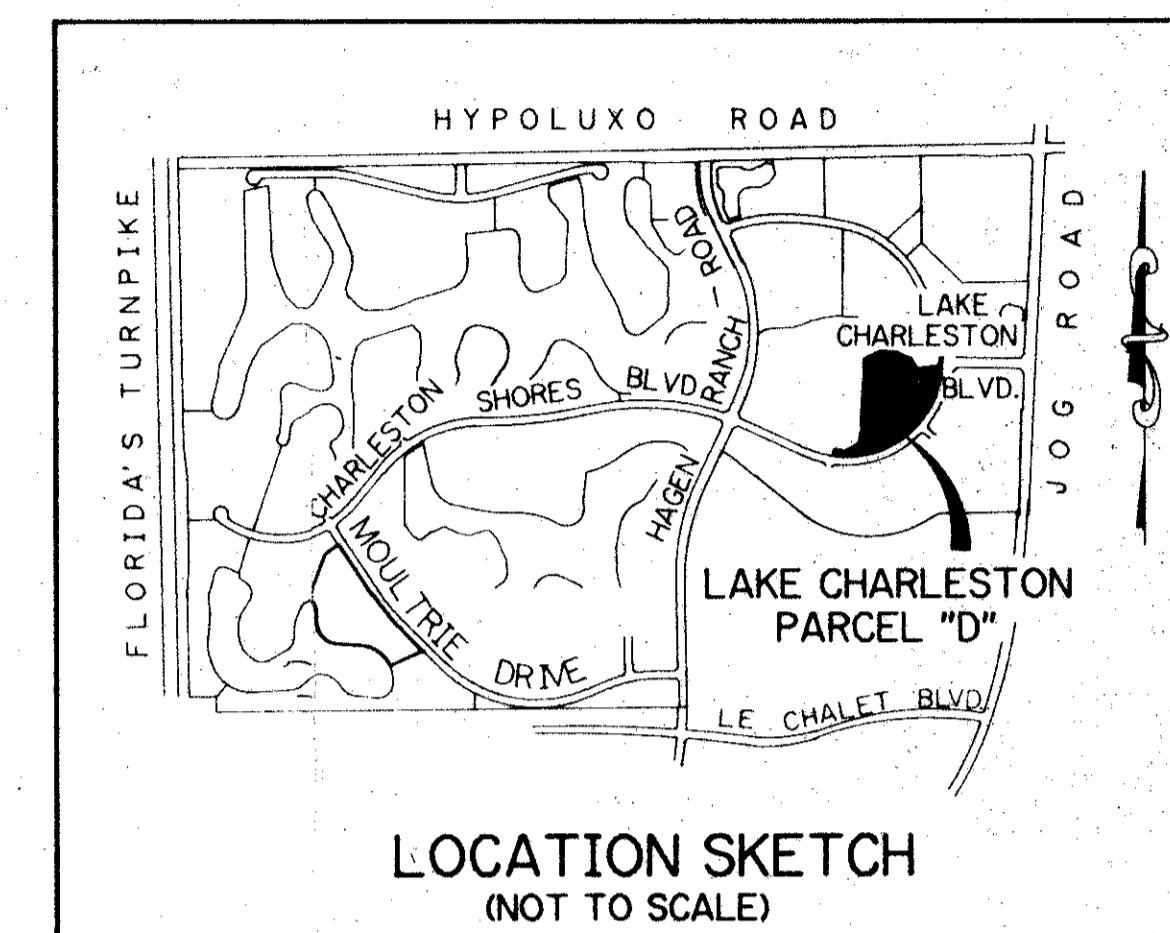 HYPOLUXO ROAD
FLORIDA'S TURNPIKE
JOG ROAD
HAGEN RANCH-ROAD
LAKE
CHARLESTON
BLVD.
CHARLESTON SHORES BLVD.
MOULTRIE DRIVE
LAKE CHARLESTON
PARCEL "D"
LE CHALET BLVD.
LOCATION SKETCH
(NOT TO SCALE)